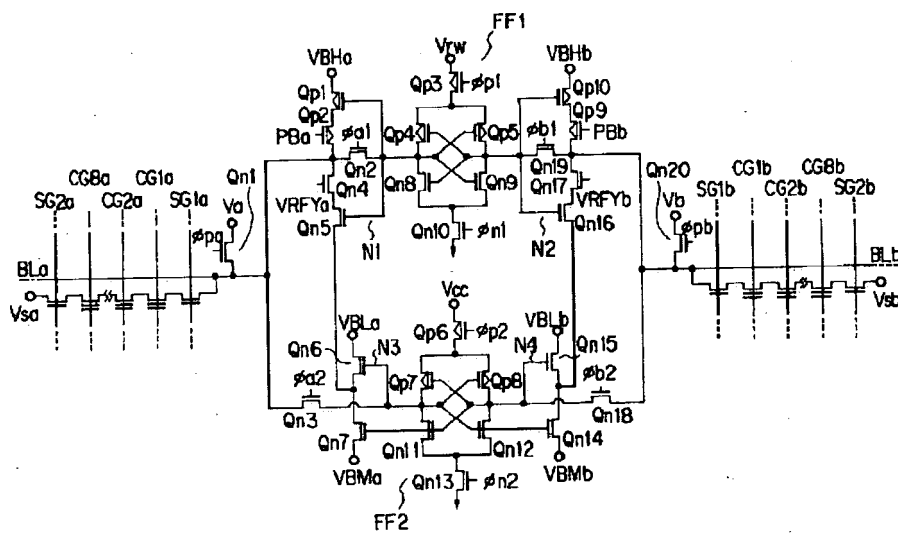 FF1
VBHa
Vrw
VBHb
Qp1
Qp3
φp1
Qp10
Qp2
Qp9
PBa
φa1
Qp4
Qp5
φb1
PBb
Qn2
Qn19
Qn4
Qn8
Qn9
Qn17
Qn20
VRFYa
VRFYb
Qn5
Qn16
Qn10
φn1
N1
N2
SG2a
CG8a
CG2a
CG1a
SG1a
Qn1
Va
φpa
BLa
Vsa
Vb
φpb
SG1b
CG1b
CG2b
CG8b
SG2b
BLb
Vsb
Vcc
VBLa
Qp6
φp2
VBLb
Qn6
N3
N4
Qn15
φa2
Qp7
Qp8
φb2
Qn3
Qn18
Qn7
Qn11
Qn12
Qn14
VBMa
Qn13
φn2
VBMb
FF2